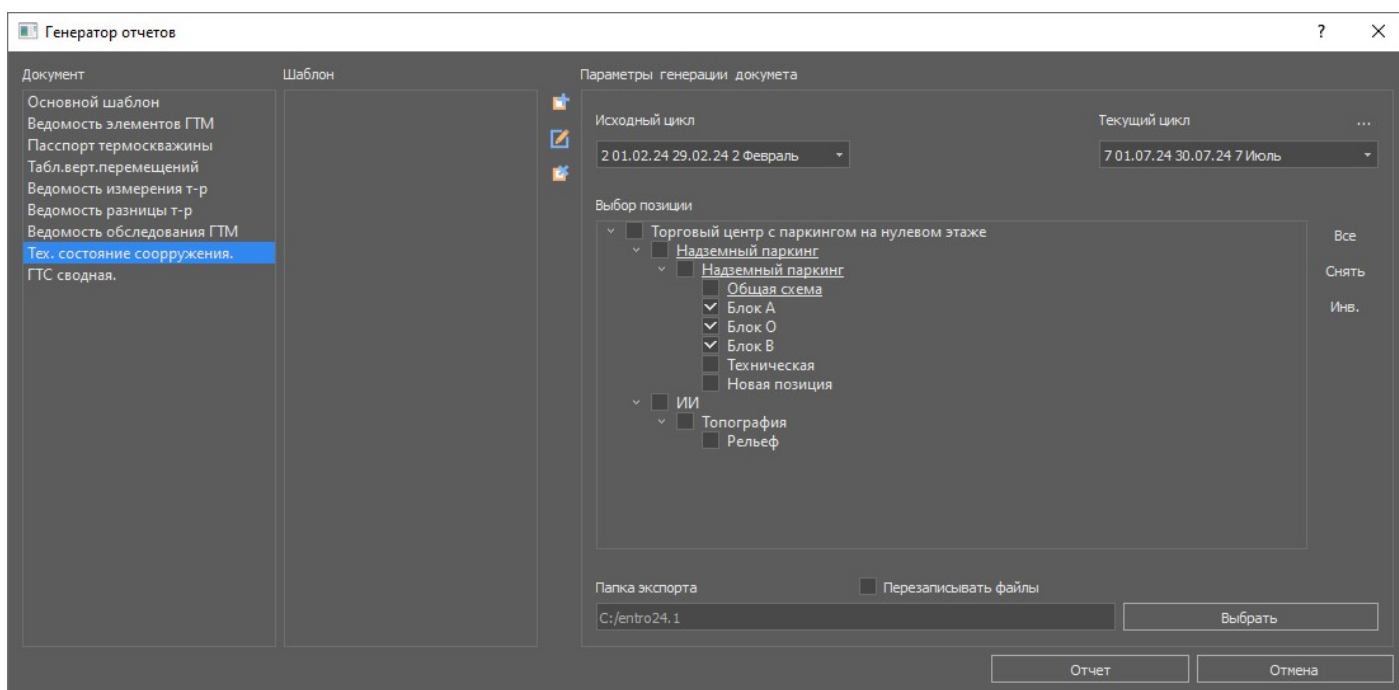 Генератор отчетов
?
Документ
Основной шаблон
Ведомость элементов ГТМ
Пасспорт термоскважины
Табл.верт.перемещений
Ведомость измерения т-р
Ведомость разницы т-р
Ведомость обследования ГТМ
Тех. состояние соорружения.
ГТС сводная.
Шаблон
Параметры генерации докумета
Исходный цикл
Текущий цикл
...
2 01.02.24 29.02.24 2 Февраль
7 01.07.24 30.07.24 7 Июль
Выбор позиции
Торговый центр с паркингом на нулевом этаже
Надземный паркинг
Надземный паркинг
Общая схема
Блок А
Блок О
Блок В
Техническая
Новая позиция
ИИ
Топография
Рельеф
Все
Снять
Инв.
Папка экспорта
Перезаписывать файлы
C:/entro24.1
Выбрать
Отчет
Отмена